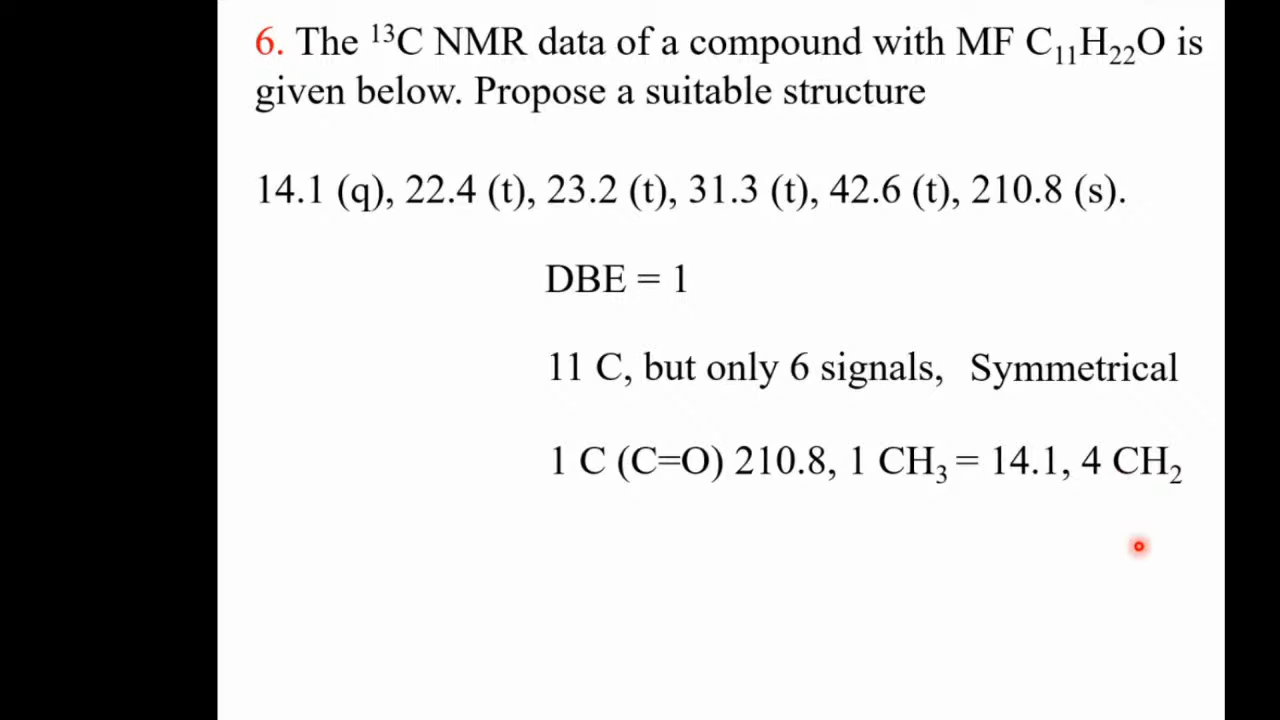 6. The ¹³C NMR data of a compound with MF C₁₁H₂₂O is
given below. Propose a suitable structure
14.1 (q), 22.4 (t), 23.2 (t), 31.3 (t), 42.6 (t), 210.8 (s).
DBE = 1
11 C, but only 6 signals, Symmetrical
1 C (C=O) 210.8, 1 CH₃ = 14.1, 4 CH₂